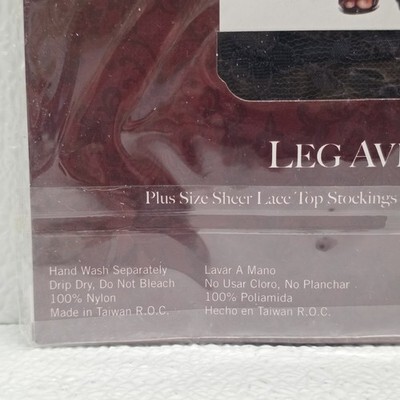 LEG AV
Plus Size Sheer Lace Top Stockings
Hand Wash Separately
Drip Dry, Do Not Bleach
100% Nylon
Made in Taiwan R.O.C.
Lavar A Mano
No Usar Cloro, No Planchar
100% Poliamida
Hecho en Taiwan R.O.C.